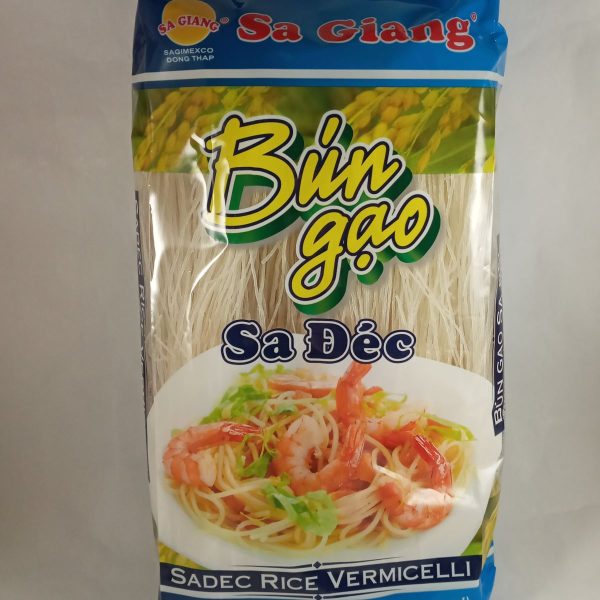 SA GIANG®
SAGIMEXCO
DONG THAP
Sa Giang®
Bún
gạo
Sa Đéc
SADEC RICE VERMICELLI
BÚN GẠO SA